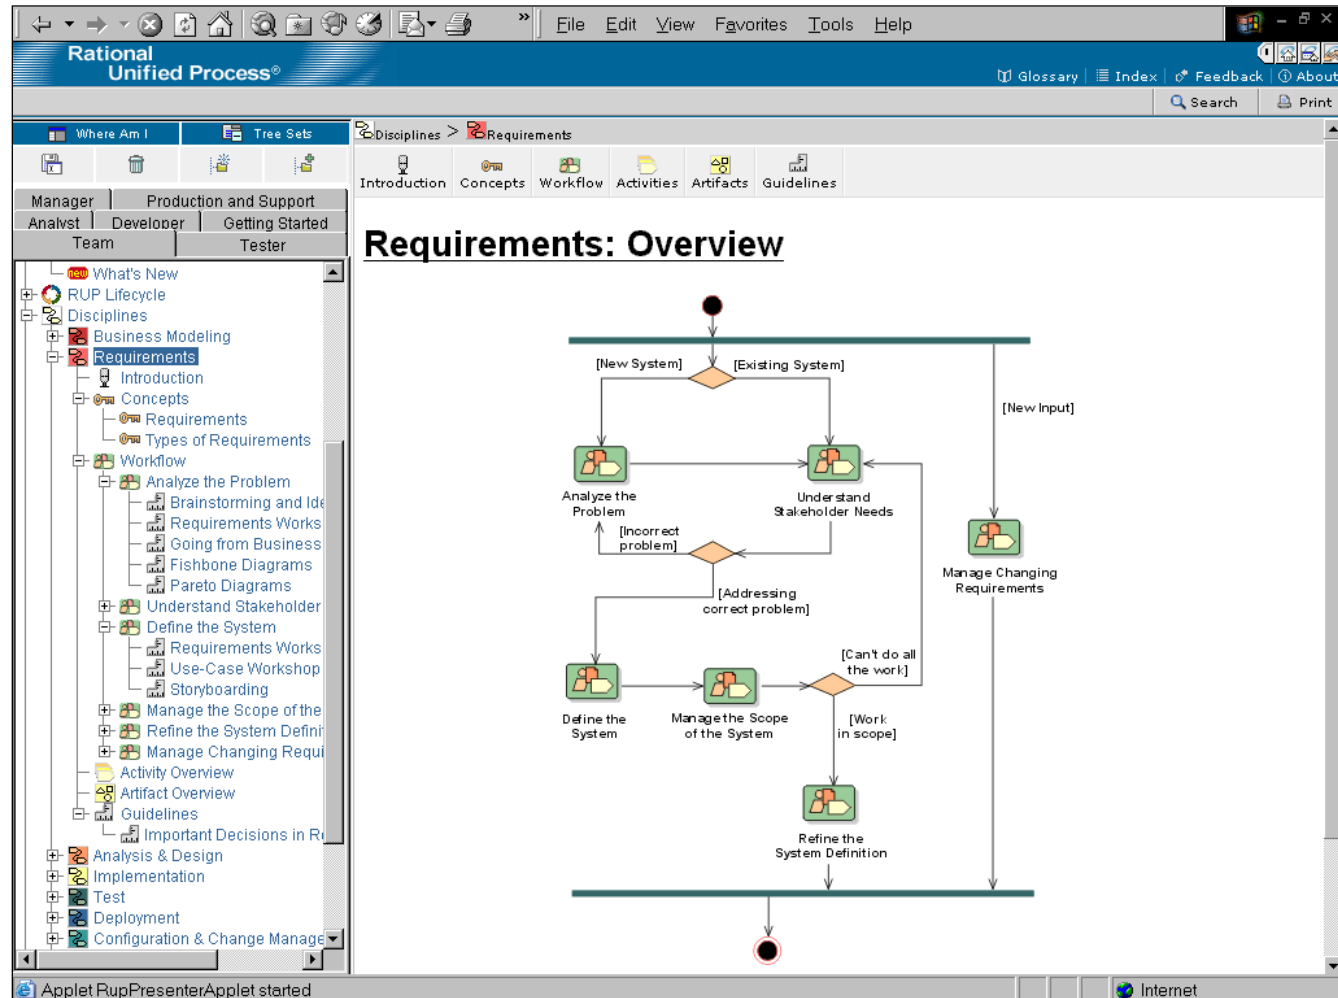 » File Edit View Favorites Tools Help
Rational
Unified Process®
Glossary Index Feedback About
Search Print
Where Am I Tree Sets
Disciplines > Requirements
Introduction Concepts Workflow Activities Artifacts Guidelines
Manager Production and Support
Analyst Developer Getting Started
Team Tester
new What's New
RUP Lifecycle
Disciplines
Business Modeling
Requirements
Introduction
Concepts
Requirements
Types of Requirements
Workflow
Analyze the Problem
Brainstorming and Ide
Requirements Works
Going from Business
Fishbone Diagrams
Pareto Diagrams
Understand Stakeholder
Define the System
Requirements Works
Use-Case Workshop
Storyboarding
Manage the Scope of the
Refine the System Definit
Manage Changing Requi
Activity Overview
Artifact Overview
Guidelines
Important Decisions in R
Analysis & Design
Implementation
Test
Deployment
Configuration & Change Manage
Requirements: Overview
[New System] [Existing System]
[New Input]
Analyze the
Problem
Understand
Stakeholder Needs
[Incorrect
problem]
Manage Changing
Requirements
[Addressing
correct problem]
[Can't do all
the work]
Define the
System
Manage the Scope
of the System
[Work
in scope]
Refine the
System Definition
Applet RupPresenterApplet started Internet